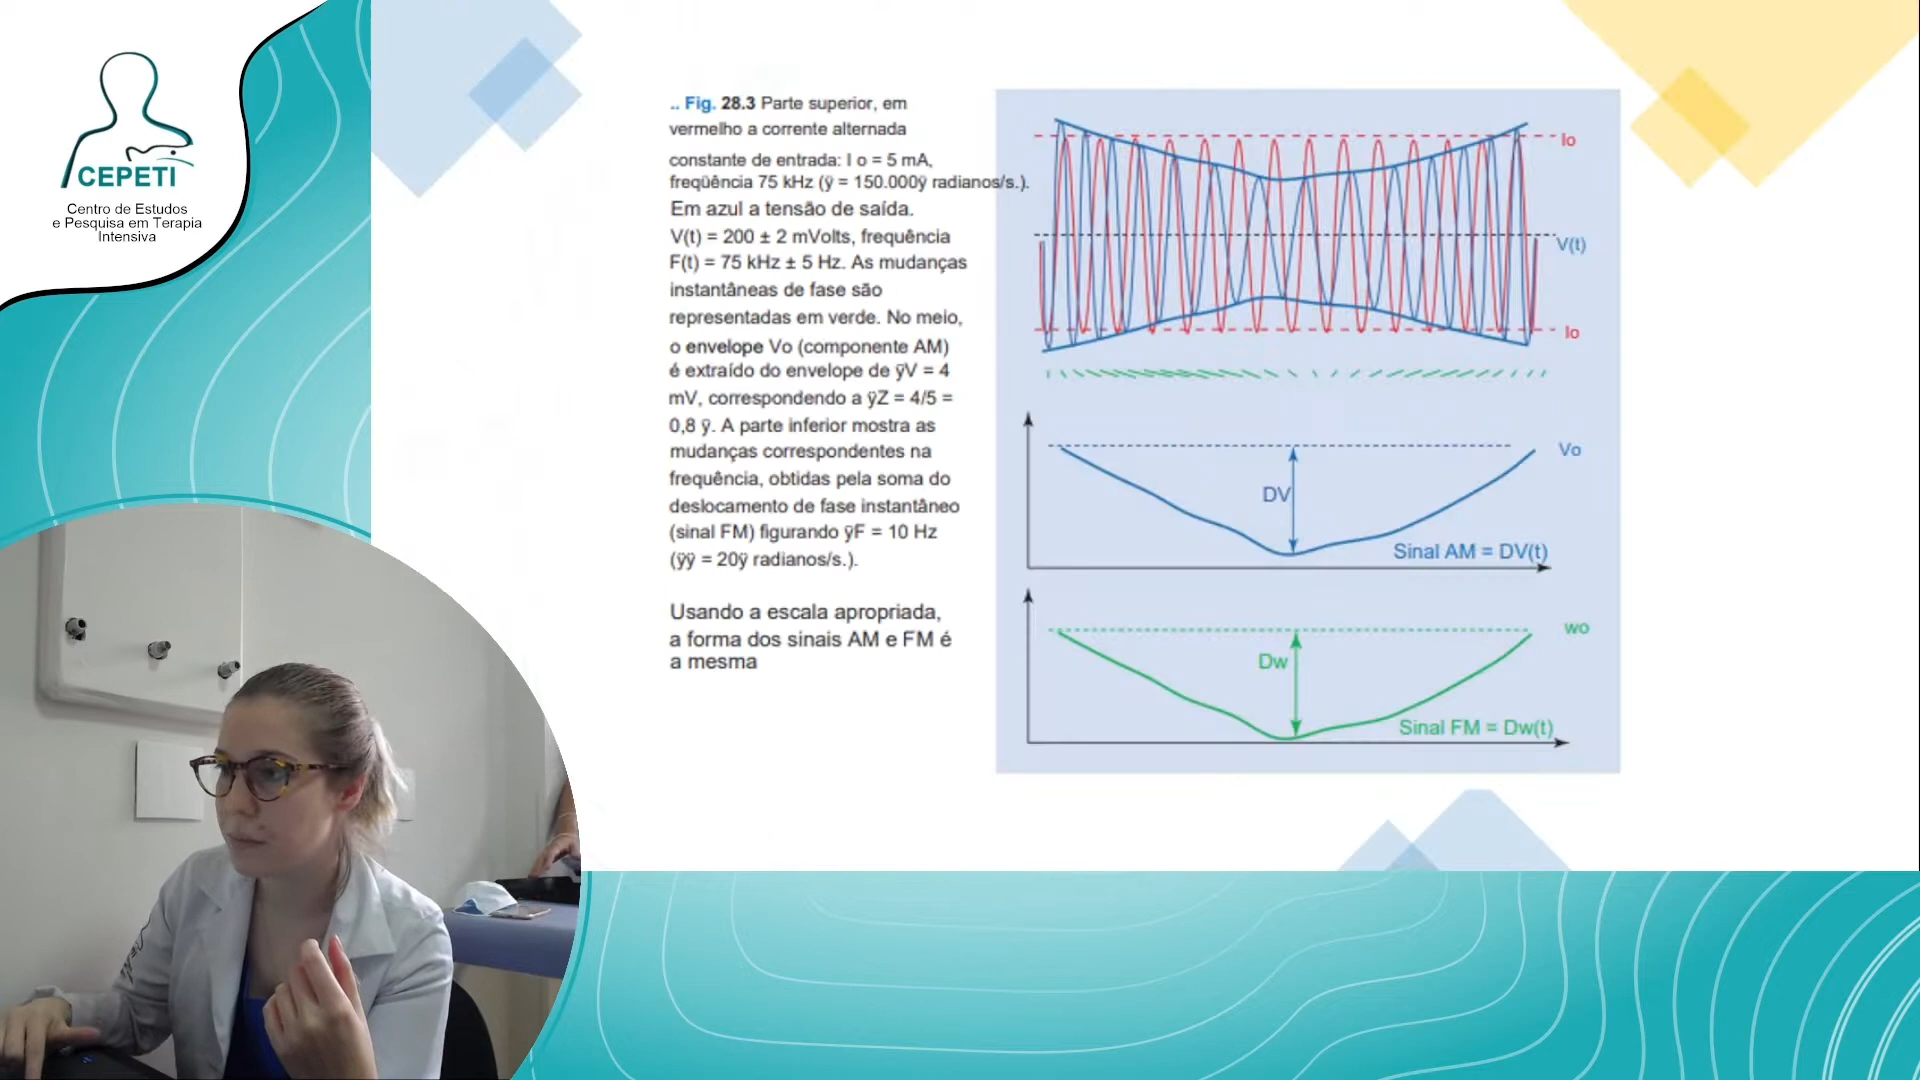 CEPETI
Centro de Estudos
e Pesquisa em Terapia
Intensiva
.. Fig. 28.3 Parte superior, em
vermelho a corrente alternada
constante de entrada: I o = 5 mA,
freqüência 75 kHz (ÿ = 150.000ÿ radianos/s.).
Em azul a tensão de saída.
V(t) = 200 ± 2 mVolts, frequência
F(t) = 75 kHz ± 5 Hz. As mudanças
instantâneas de fase são
representadas em verde. No meio,
o envelope Vo (componente AM)
é extraído do envelope de ÿV = 4
mV, correspondendo a ÿZ = 4/5 =
0,8 ÿ. A parte inferior mostra as
mudanças correspondentes na
frequência, obtidas pela soma do
deslocamento de fase instantâneo
(sinal FM) figurando ÿF = 10 Hz
(ÿÿ = 20ÿ radianos/s.).
Usando a escala apropriada,
a forma dos sinais AM e FM é
a mesma
Io
V(t)
Io
Vo
DV
Sinal AM = DV(t)
wo
Dw
Sinal FM = Dw(t)